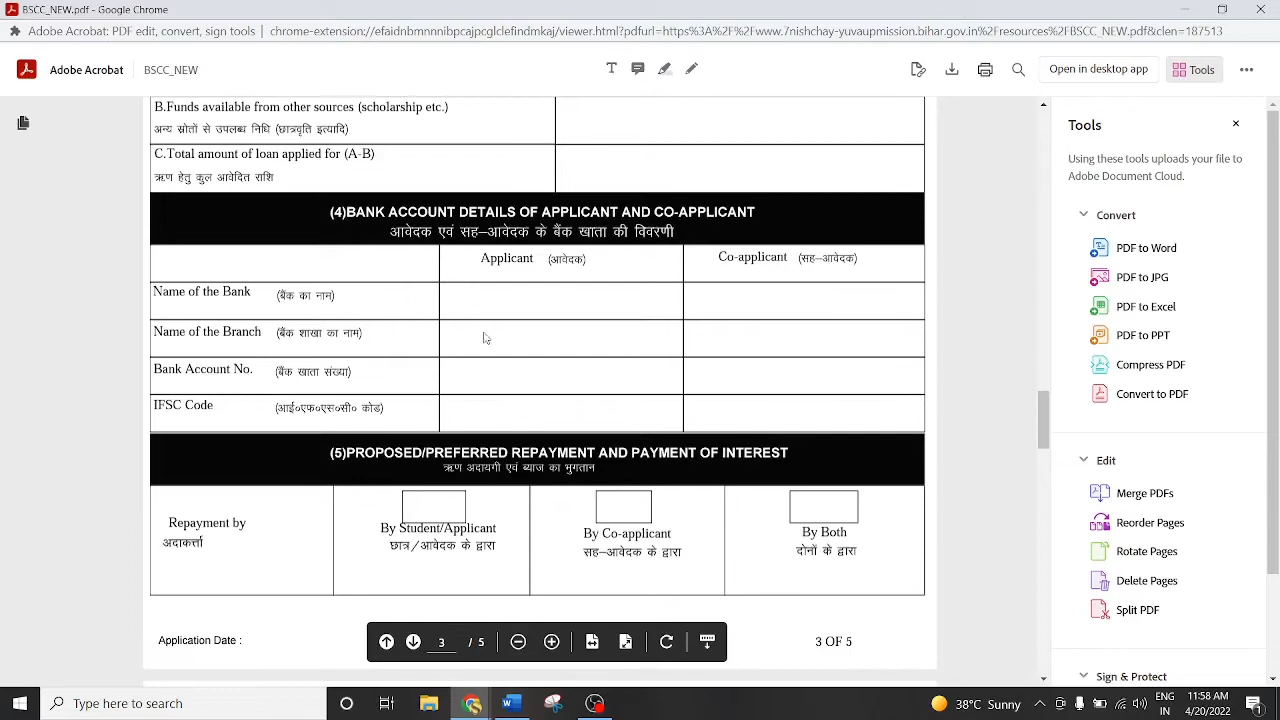 BSCC_NEW.pdf - Google Chrome
Adobe Acrobat: PDF edit, convert, sign tools | chrome-extension://efaidnbmnnnibpcajpcglclefindmkaj/viewer.html?pdfurl=https%3A%2F%2Fwww.7nishchay-yuvaupmission.bihar.gov.in%2Fresources%2FBSCC_NEW.pdf&clen=187513
Adobe Acrobat BSCC_NEW Open in desktop app Tools
B.Funds available from other sources (scholarship etc.)
अन्य स्रोतों से उपलब्ध निधि (छात्रवृति इत्यादि)
C.Total amount of loan applied for (A-B)
ऋण हेतु कुल आवेदित राशि
(4)BANK ACCOUNT DETAILS OF APPLICANT AND CO-APPLICANT
आवेदक एवं सह–आवेदक के बैंक खाता की विवरणी
Applicant (आवेदक) Co-applicant (सह–आवेदक)
Name of the Bank (बैंक का नाम)
Name of the Branch (बैंक शाखा का नाम)
Bank Account No. (बैंक खाता संख्या)
IFSC Code (आई०एफ०एस०सी० कोड)
(5)PROPOSED/PREFERRED REPAYMENT AND PAYMENT OF INTEREST
ऋण अदायगी एवं ब्याज का भुगतान
Repayment by
अदाकर्त्ता
By Student/Applicant
छात्र/आवेदक के द्वारा
By Co-applicant
सह–आवेदक के द्वारा
By Both
दोनों के द्वारा
Application Date : 3 OF 5
3 / 5
Tools
Using these tools uploads your file to
Adobe Document Cloud.
Convert
PDF to Word
PDF to JPG
PDF to Excel
PDF to PPT
Compress PDF
Convert to PDF
Edit
Merge PDFs
Reorder Pages
Rotate Pages
Delete Pages
Split PDF
Sign & Protect
Type here to search
38°C Sunny
ENG
IN
11:58 AM
4/20/2022